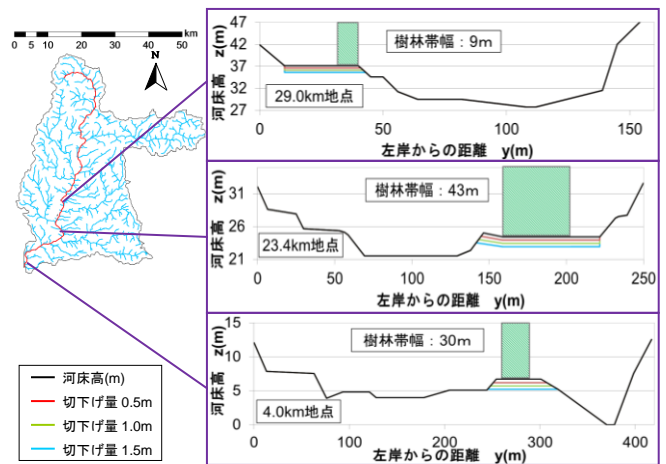 km
0 5 10 20 30 40 50
N
河床高(m)
切下げ量 0.5m
切下げ量 1.0m
切下げ量 1.5m
河床高 z(m)
47
42
37
32
27
樹林帯幅：9m
29.0km地点
0 50 100 150
左岸からの距離 y(m)
河床高 z(m)
31
26
21
樹林帯幅：43m
23.4km地点
0 50 100 150 200 250
左岸からの距離 y(m)
河床高 z(m)
15
10
5
0
樹林帯幅：30m
4.0km地点
0 100 200 300 400
左岸からの距離 y(m)